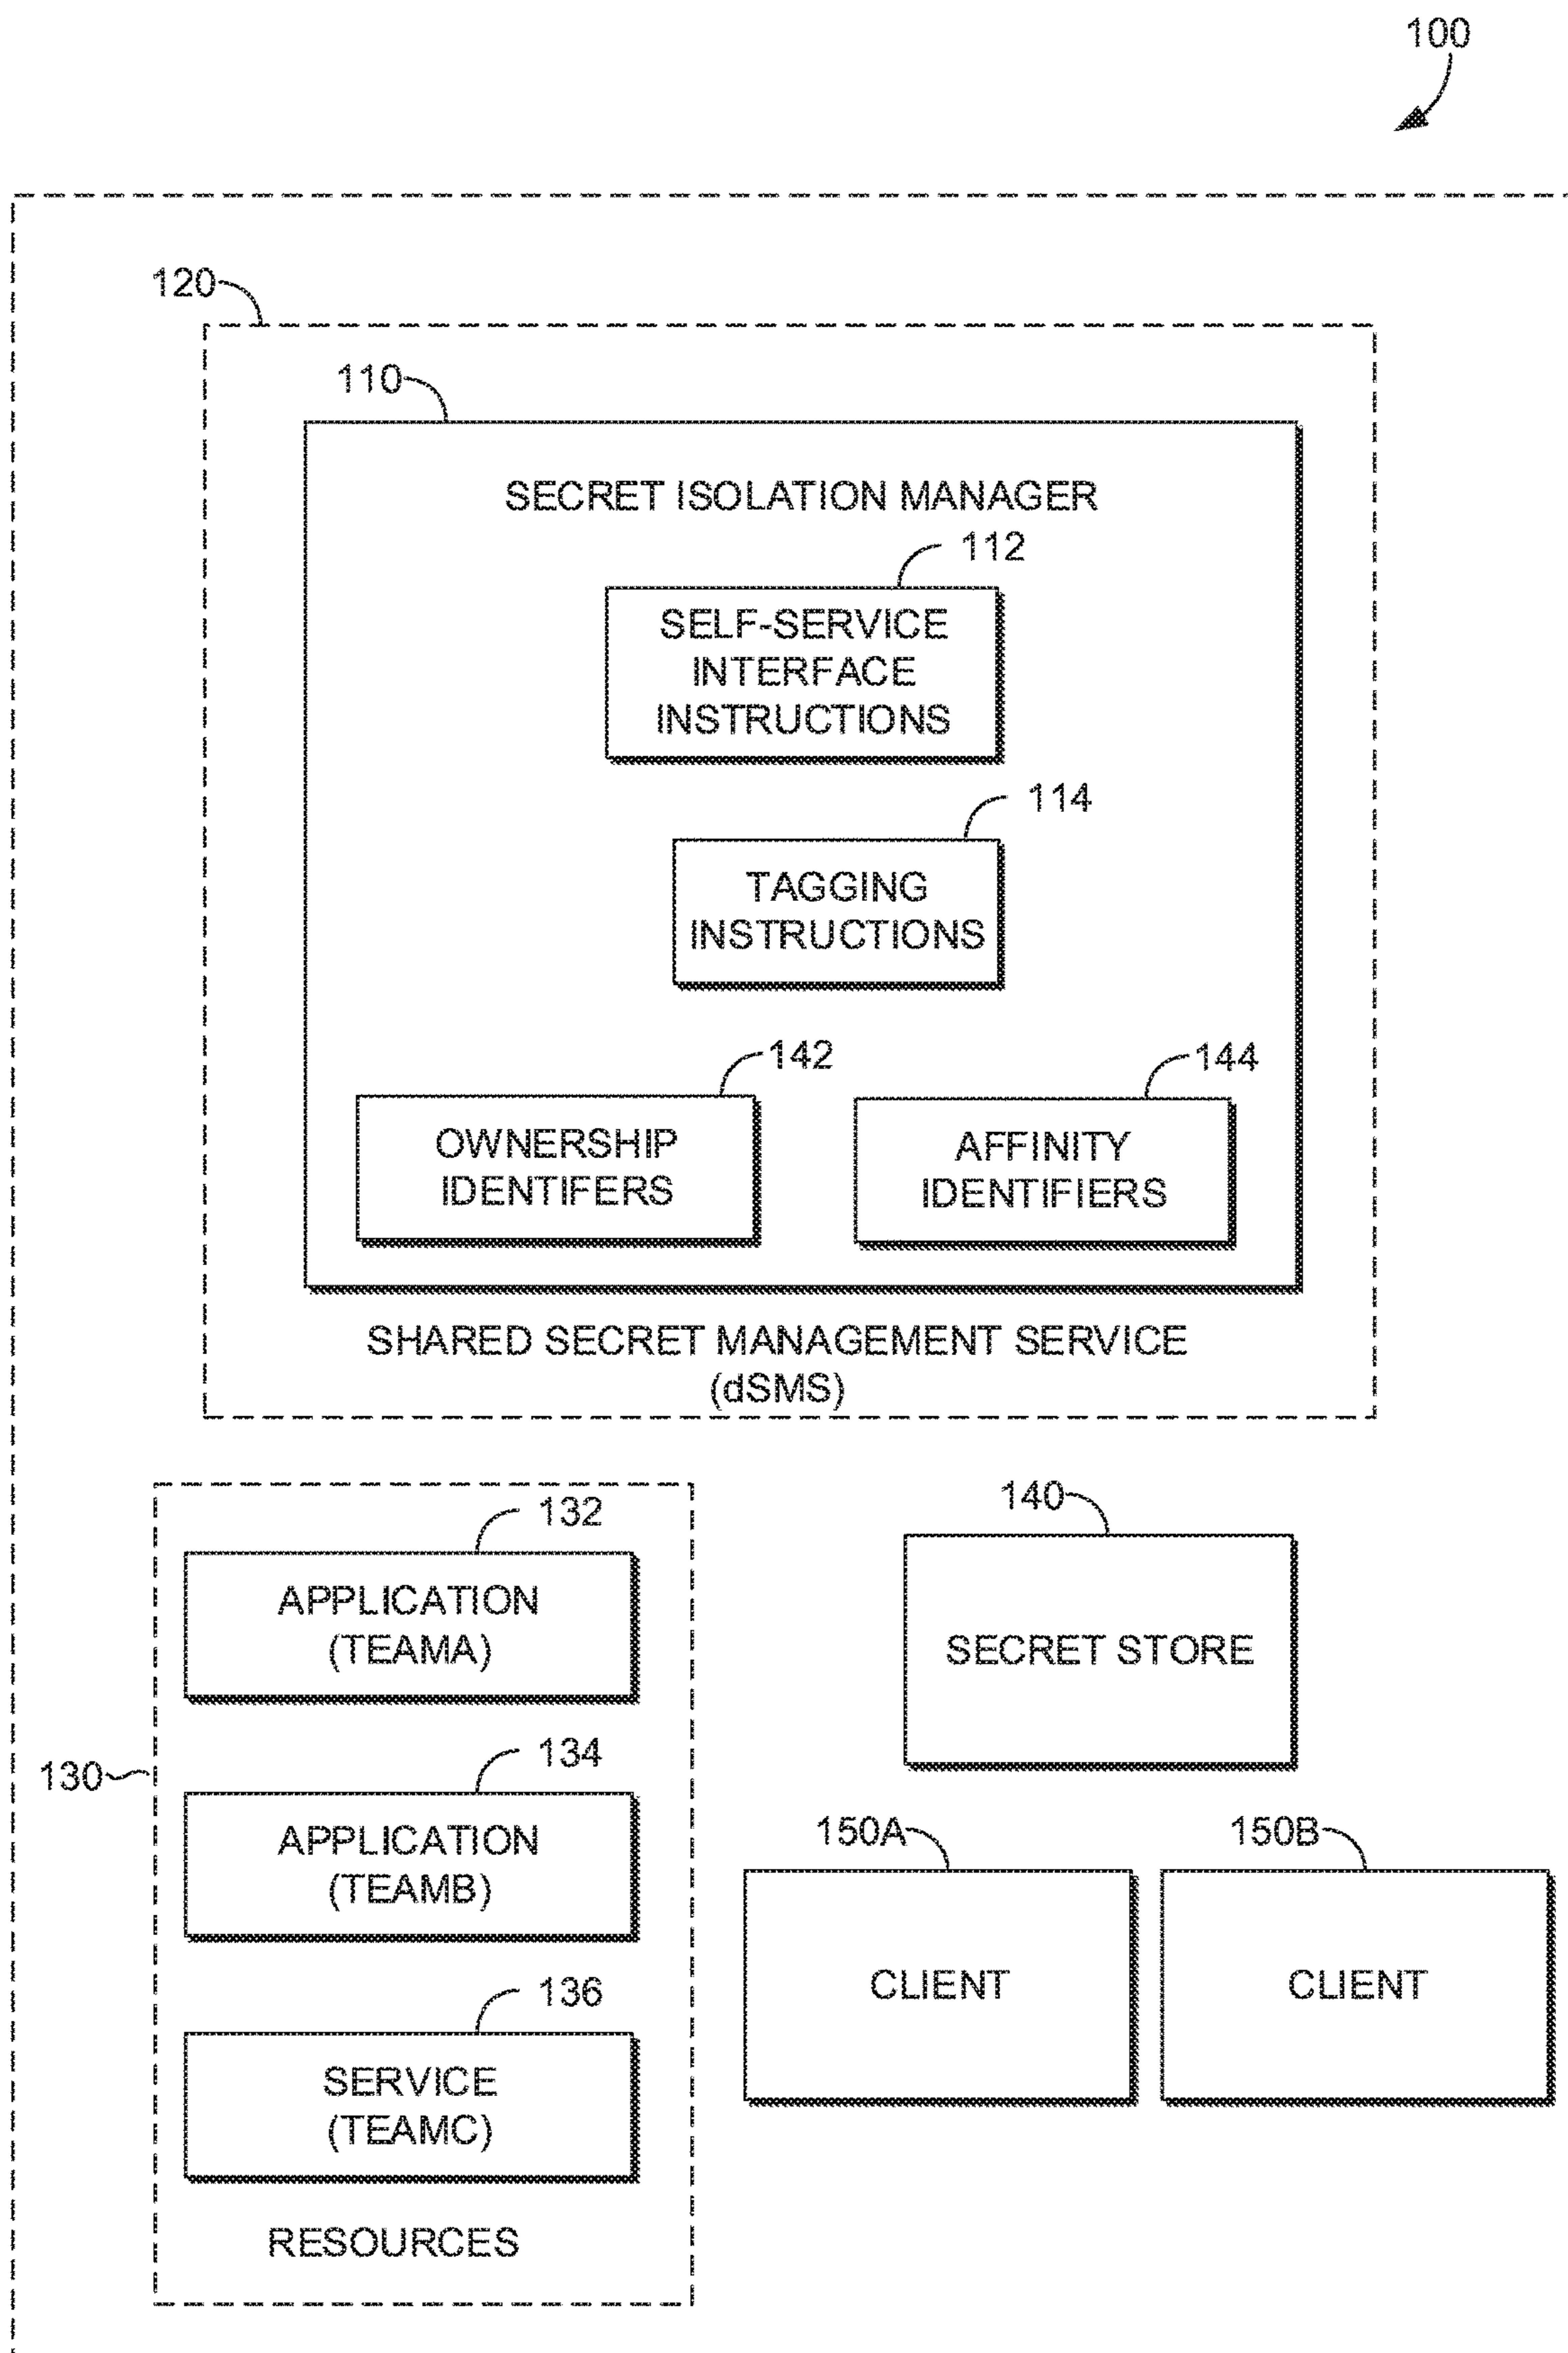 100
120
110
SECRET ISOLATION MANAGER
112
SELF-SERVICE
INTERFACE
INSTRUCTIONS
114
TAGGING
INSTRUCTIONS
142
OWNERSHIP
IDENTIFERS
144
AFFINITY
IDENTIFIERS
SHARED SECRET MANAGEMENT SERVICE
(dSMS)
130
132
APPLICATION
(TEAMA)
134
APPLICATION
(TEAMB)
136
SERVICE
(TEAMC)
RESOURCES
140
SECRET STORE
150A
CLIENT
150B
CLIENT